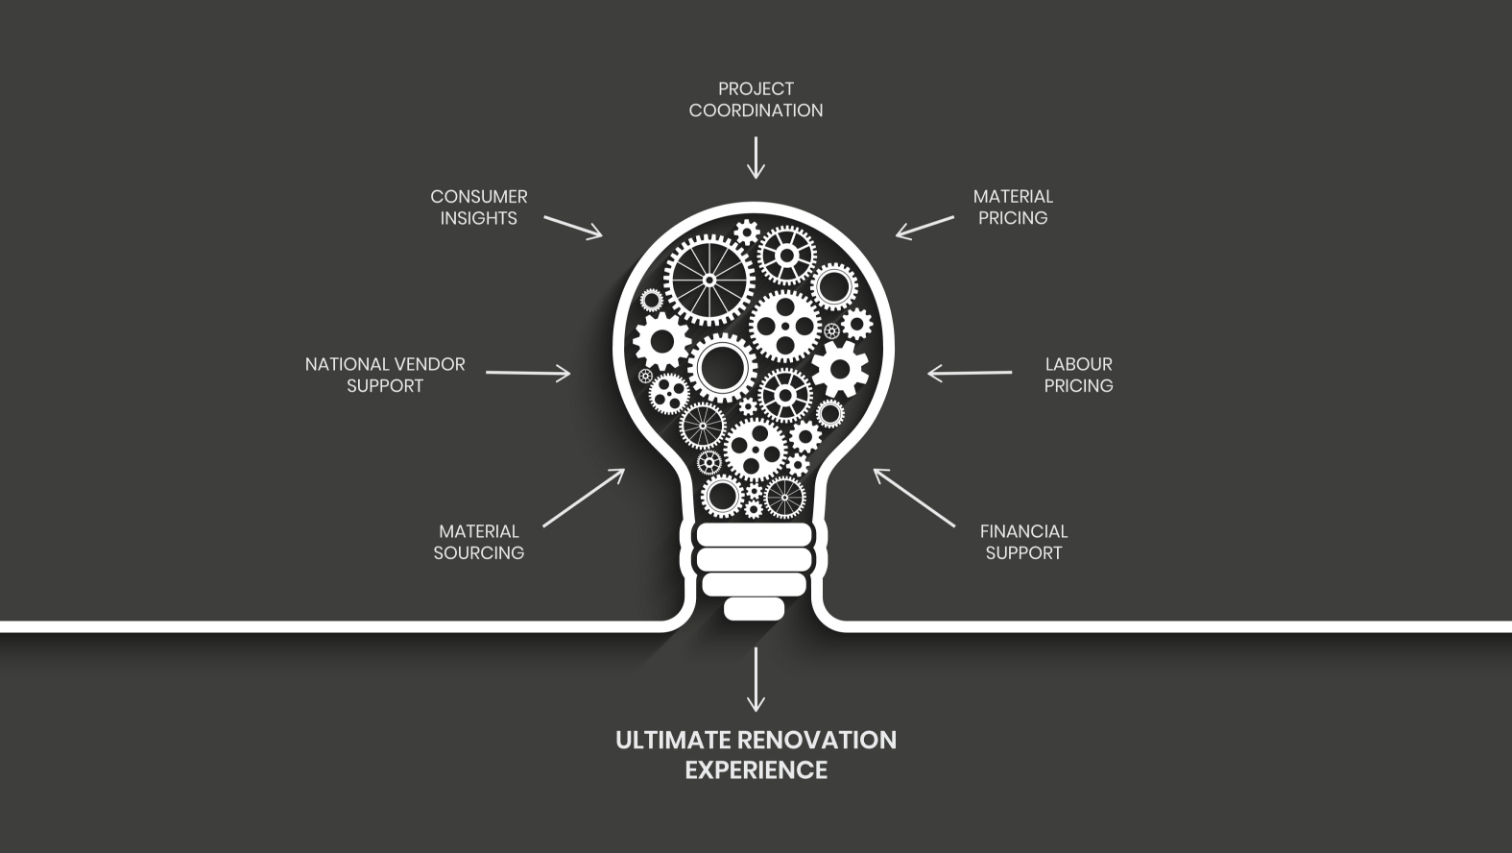 PROJECT
COORDINATION
CONSUMER
INSIGHTS
MATERIAL
PRICING
NATIONAL VENDOR
SUPPORT
LABOUR
PRICING
MATERIAL
SOURCING
FINANCIAL
SUPPORT
ULTIMATE RENOVATION
EXPERIENCE